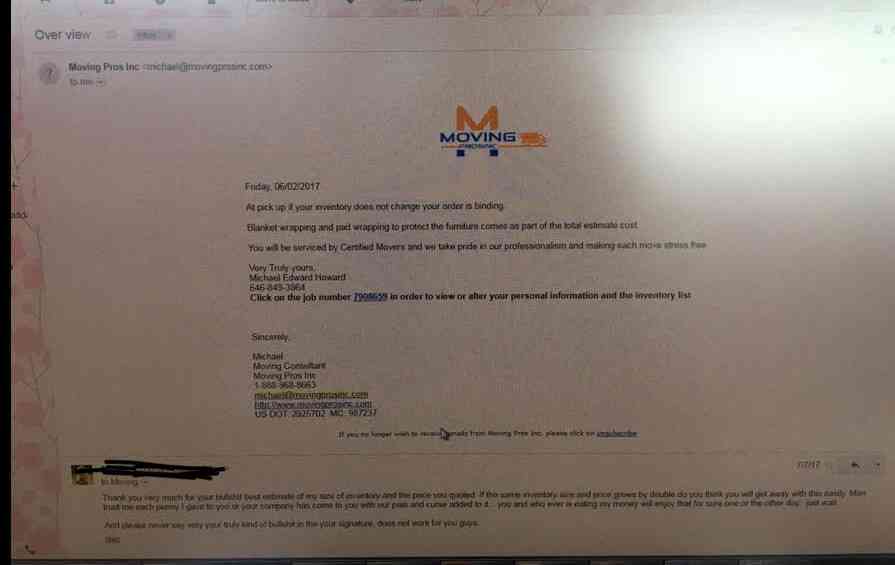 Over view
Inbox x
Moving Pros Inc <michael@movingprosinc.com>
to me
M
MOVING
PROS INC
Friday, 06/02/2017
At pick up if your inventory does not change your order is binding.
Blanket wrapping and pad wrapping to protect the furniture comes as part of the total estimate cost
You will be serviced by Certified Movers and we take pride in our professionalism and making each move stress free
Very Truly yours,
Michael Edward Howard
646-849-3864
Click on the job number 7908659 in order to view or alter your personal information and the inventory list
Sincerely,
Michael
Moving Consultant
Moving Pros Inc
1-888-968-8663
michael@movingprosinc.com
http://www.movingprosinc.com
US DOT: 2925702 MC: 987237
If you no longer wish to receive emails from Moving Pros Inc. please click on unsubscribe
7/7/17
to Moving
Thank you very much for your bullshit best estimate of my size of inventory and the price you quoted. If the same inventory size and price grows by double do you think you will get away with this easily. Man
trust me each penny I gave to you or your company has come to you with our pain and curse added to it... you and who ever is eating my money will enjoy that for sure one or the other day.. just wait
And please never say very your truly kind of bullshit in the your signature, does not work for you guys.